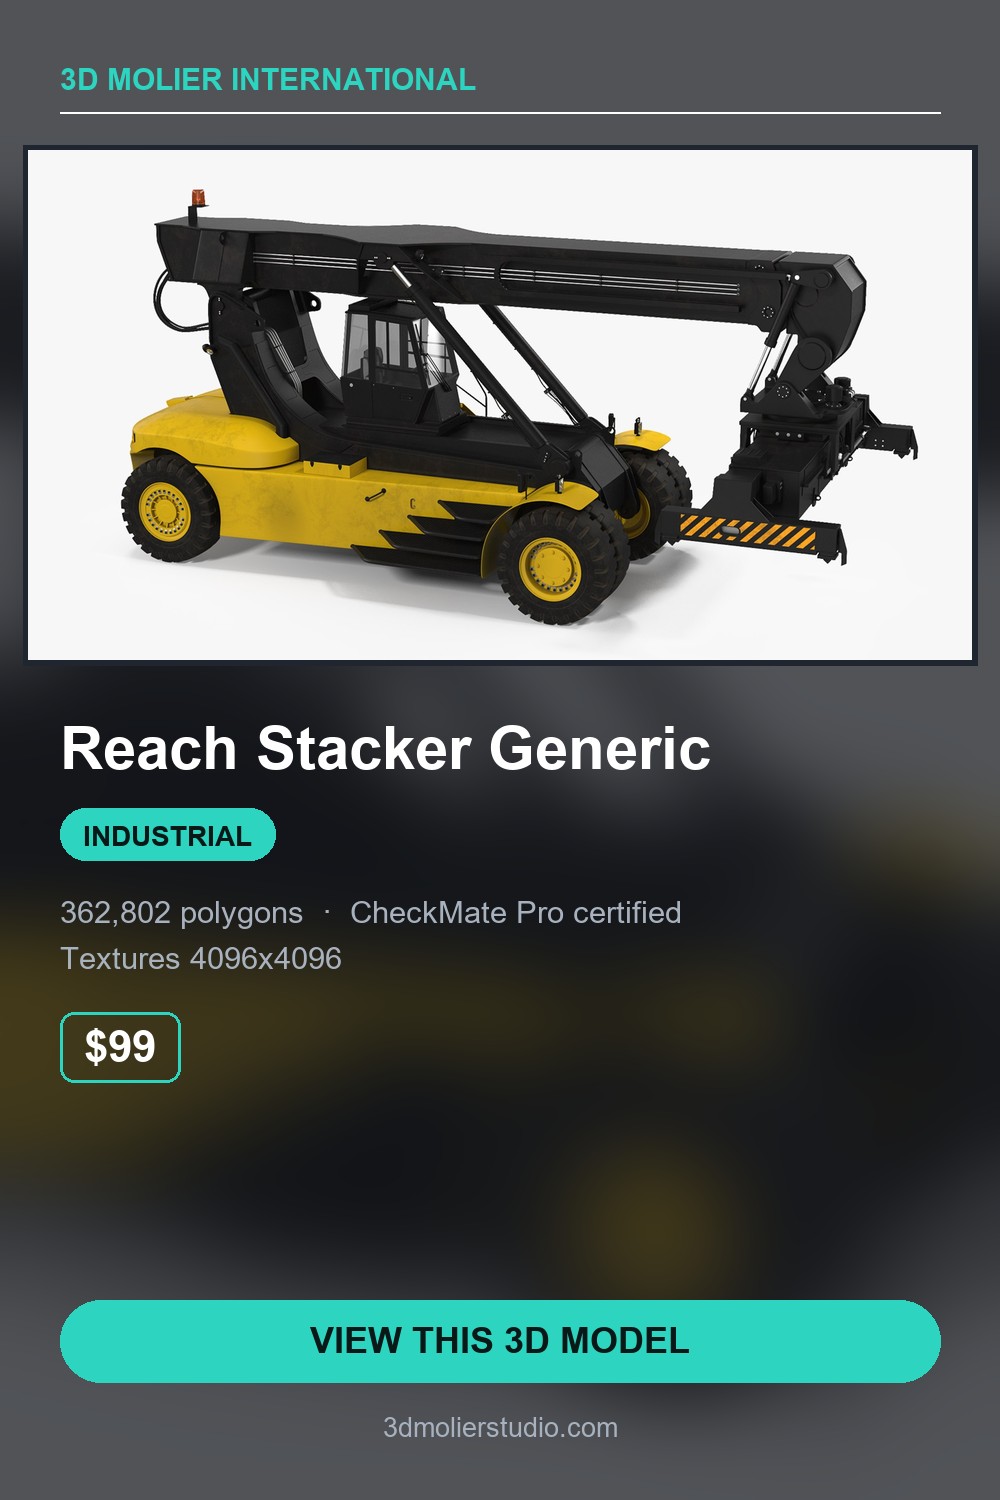 3D MOLIER INTERNATIONAL
Reach Stacker Generic
INDUSTRIAL
362,802 polygons · CheckMate Pro certified
Textures 4096x4096
$99
VIEW THIS 3D MODEL
3dmolierstudio.com